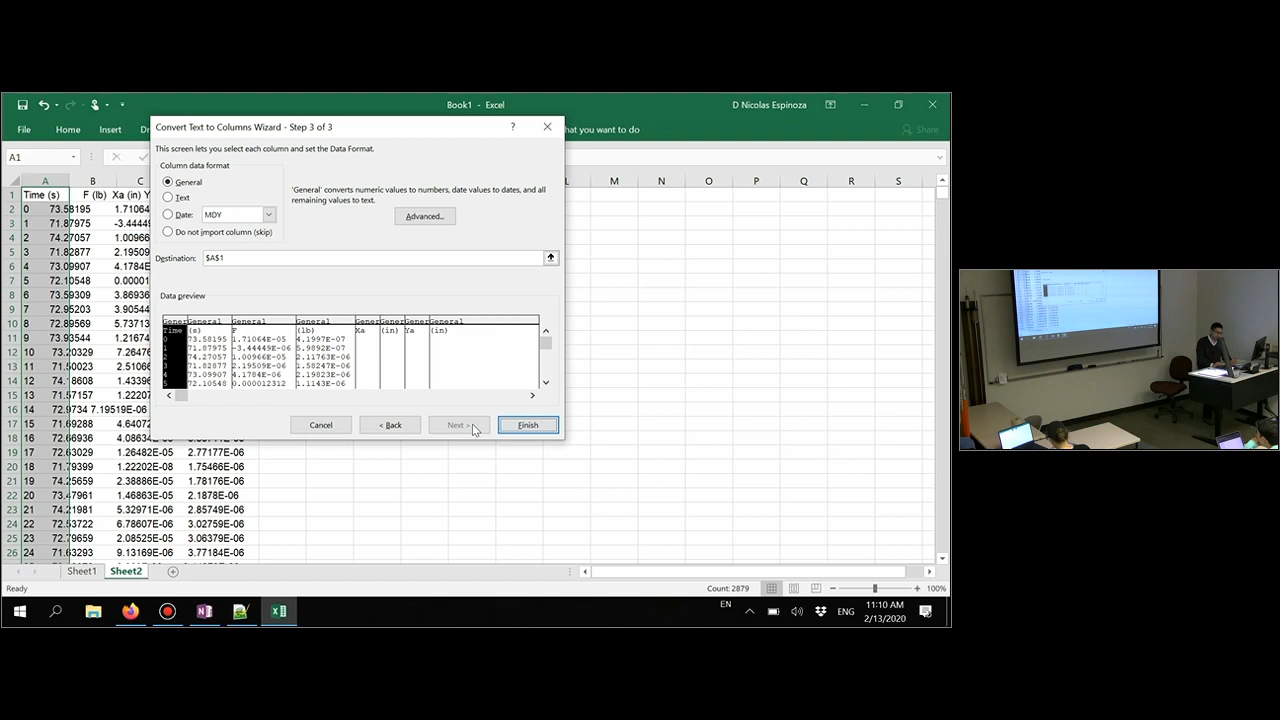 Book1 - Excel
D Nicolas Espinoza
File Home Insert Dr hat you want to do Share
Convert Text to Columns Wizard - Step 3 of 3
This screen lets you select each column and set the Data Format.
Column data format
General
Text
Date: MDY
Do not import column (skip)
'General' converts numeric values to numbers, date values to dates, and all
remaining values to text.
Advanced...
Destination: $A$1
Data preview
General General General General General General General
Time (s) F (lb) Xa (in) Ya (in)
0 73.58195 1.71064E-05 4.1997E-07
1 71.87975 -3.44449E-06 5.9892E-07
2 74.27057 1.00966E-05 2.11763E-06
3 71.82877 2.19509E-06 1.58247E-06
4 73.09907 4.1784E-06 2.19823E-06
5 72.10548 0.000012312 1.1143E-06
Cancel < Back Next > Finish
A1
A B C L M N O P Q R S
1 Time (s) F (lb) Xa (in) Y
2 0 73.58195 1.71064
3 1 71.87975 -3.44449
4 2 74.27057 1.00966
5 3 71.82877 2.19509
6 4 73.09907 4.1784E
7 5 72.10548 0.00001
8 6 73.59309 3.86936
9 7 72.95203 3.90544
10 8 72.89569 5.73713
11 9 73.93544 1.21674
12 10 73.20329 7.26476
13 11 71.50023 2.51066
14 12 74.18608 1.43396
15 13 71.57157 1.22207
16 14 72.9734 7.19519E-06
17 15 71.69288 4.64072
18 16 72.66936 4.08634
19 17 72.63029 1.26482E-05 2.77177E-06
20 18 71.79399 1.22202E-08 1.75466E-06
21 19 74.25659 2.38886E-05 1.78176E-06
22 20 73.47961 1.46863E-05 2.1878E-06
23 21 74.21981 5.32971E-06 2.85749E-06
24 22 72.53722 6.78607E-06 3.02759E-06
25 23 72.79659 2.08525E-05 3.06379E-06
26 24 71.63293 9.13169E-06 3.77184E-06
Sheet1 Sheet2
Ready Count: 2879 100%
EN ENG 11:10 AM
2/13/2020